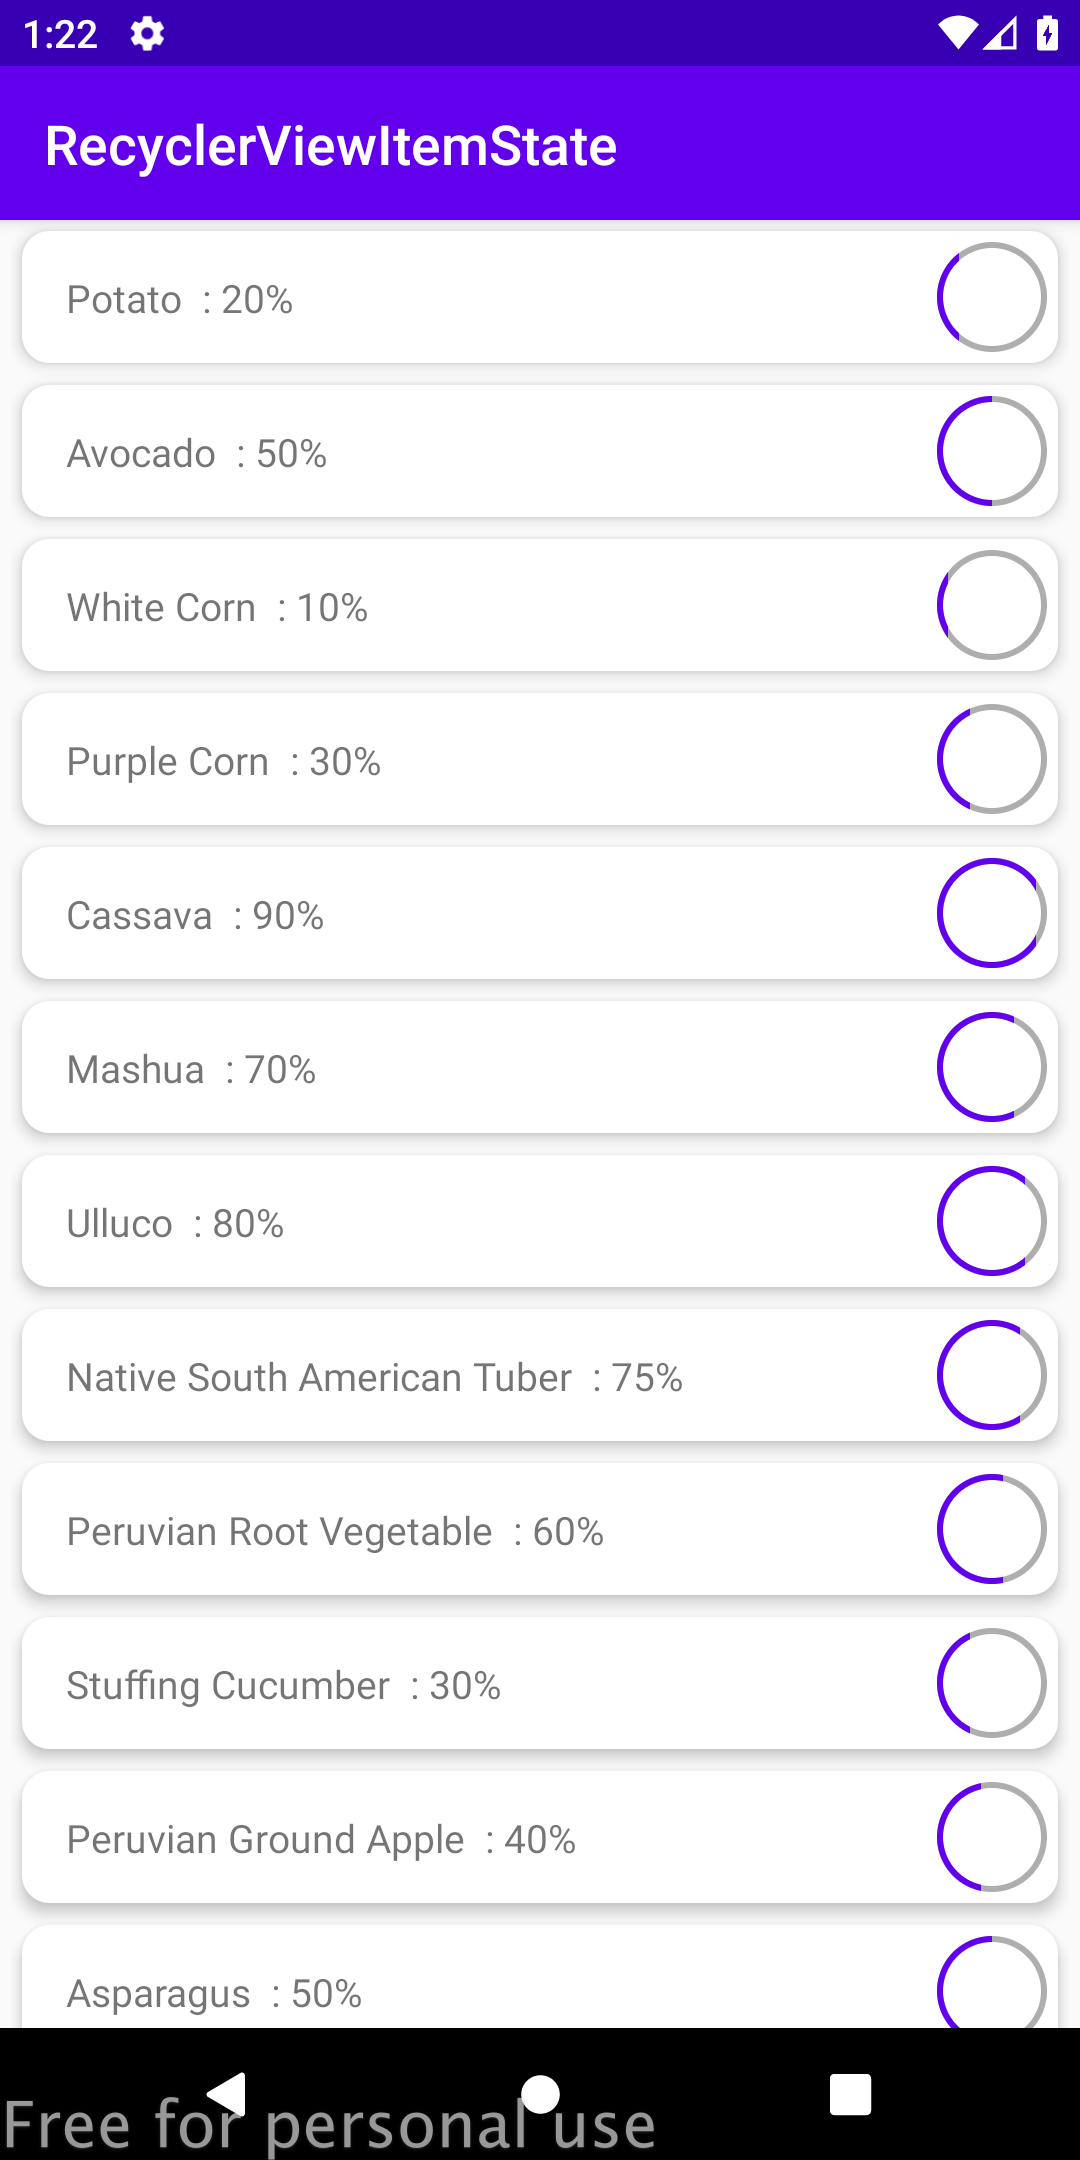 1:22
RecyclerViewItemState
Potato : 20%
Avocado : 50%
White Corn : 10%
Purple Corn : 30%
Cassava : 90%
Mashua : 70%
Ulluco : 80%
Native South American Tuber : 75%
Peruvian Root Vegetable : 60%
Stuffing Cucumber : 30%
Peruvian Ground Apple : 40%
Asparagus : 50%
Free for personal use